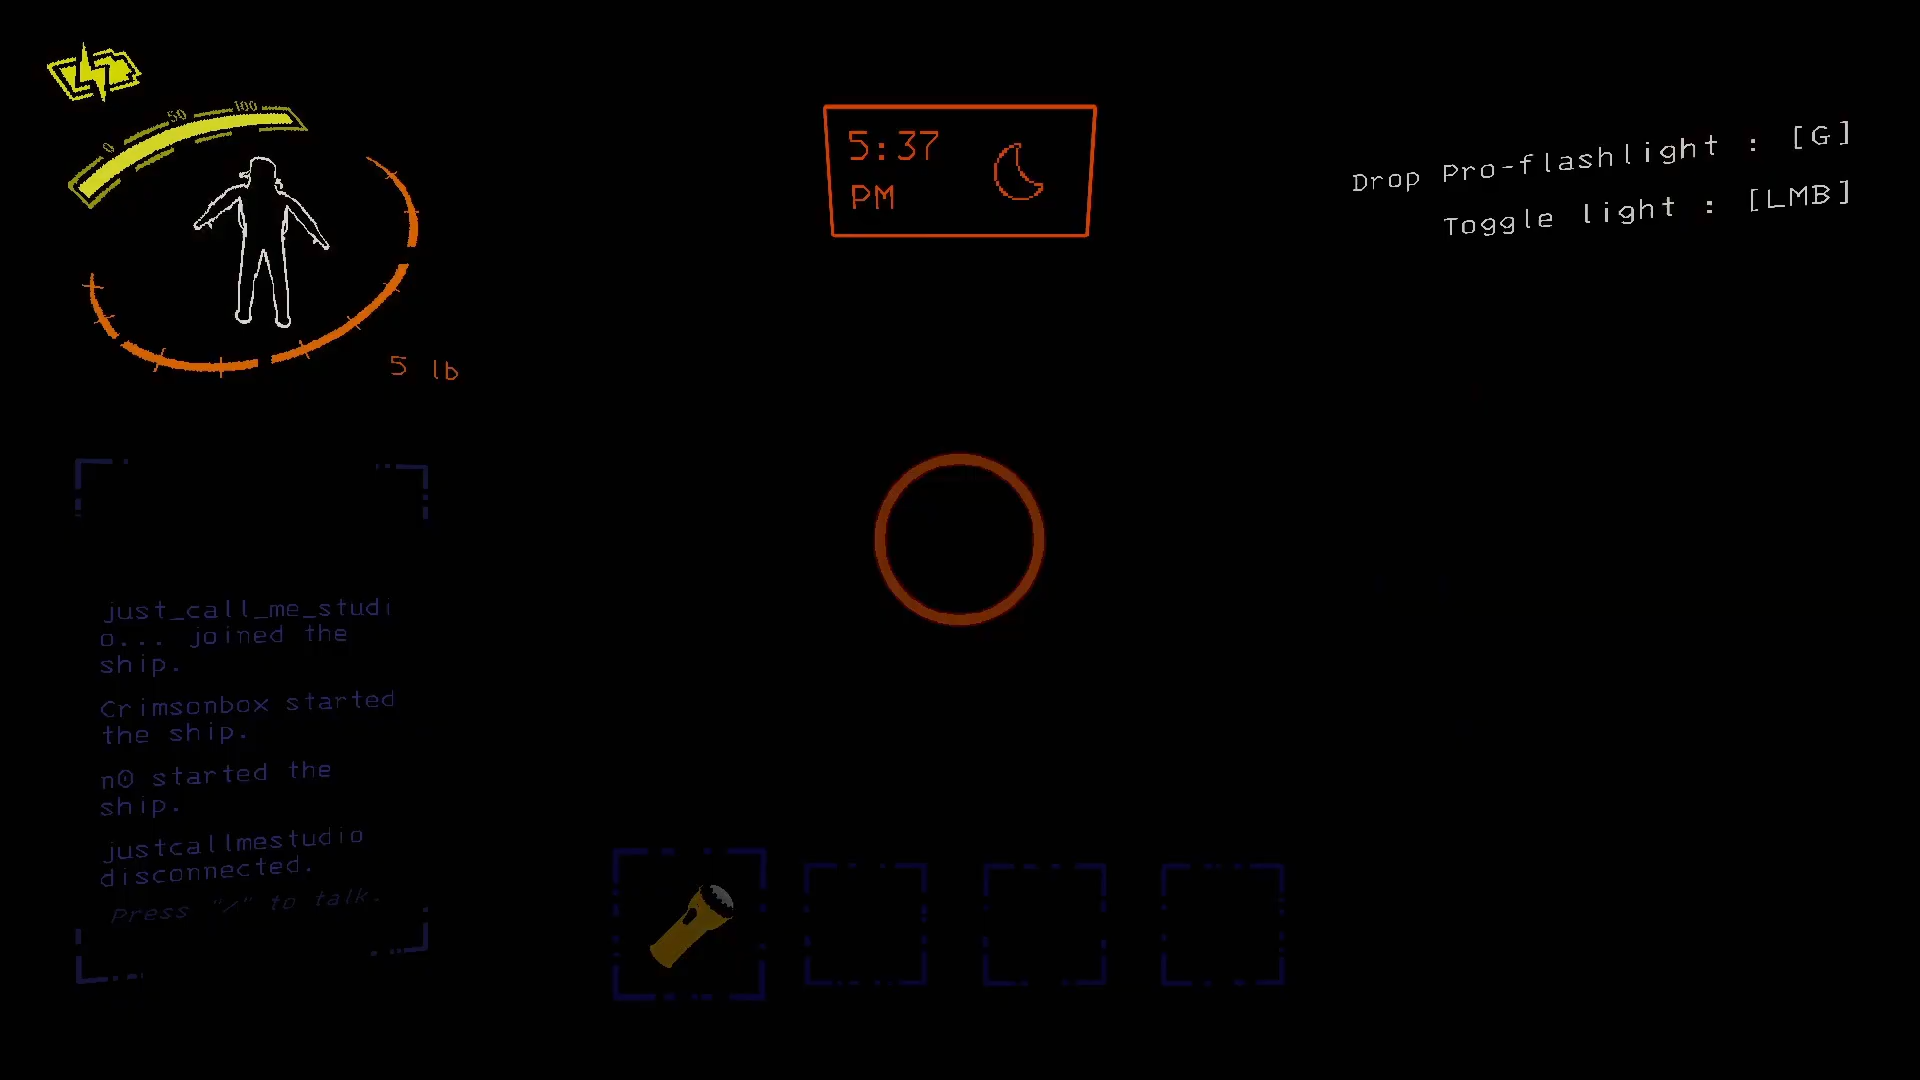 0 50 100
5:37
PM
Drop Pro-flashlight : [G]
Toggle light : [LMB]
5 lb
just_call_me_studi
o... joined the
ship.
Crimsonbox started
the ship.
n0 started the
ship.
justcallmestudio
disconnected.
Press "/" to talk.